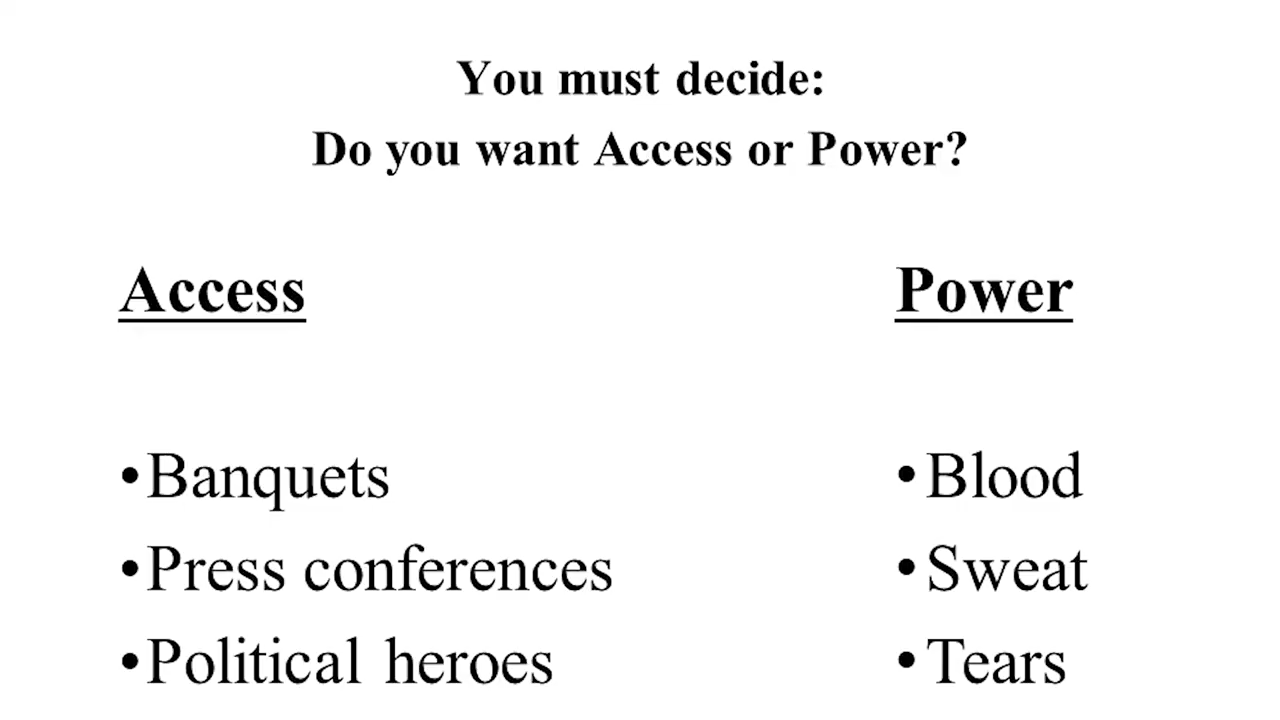 You must decide:
Do you want Access or Power?
Access
Power
•Banquets
•Press conferences
•Political heroes
•Blood
•Sweat
•Tears